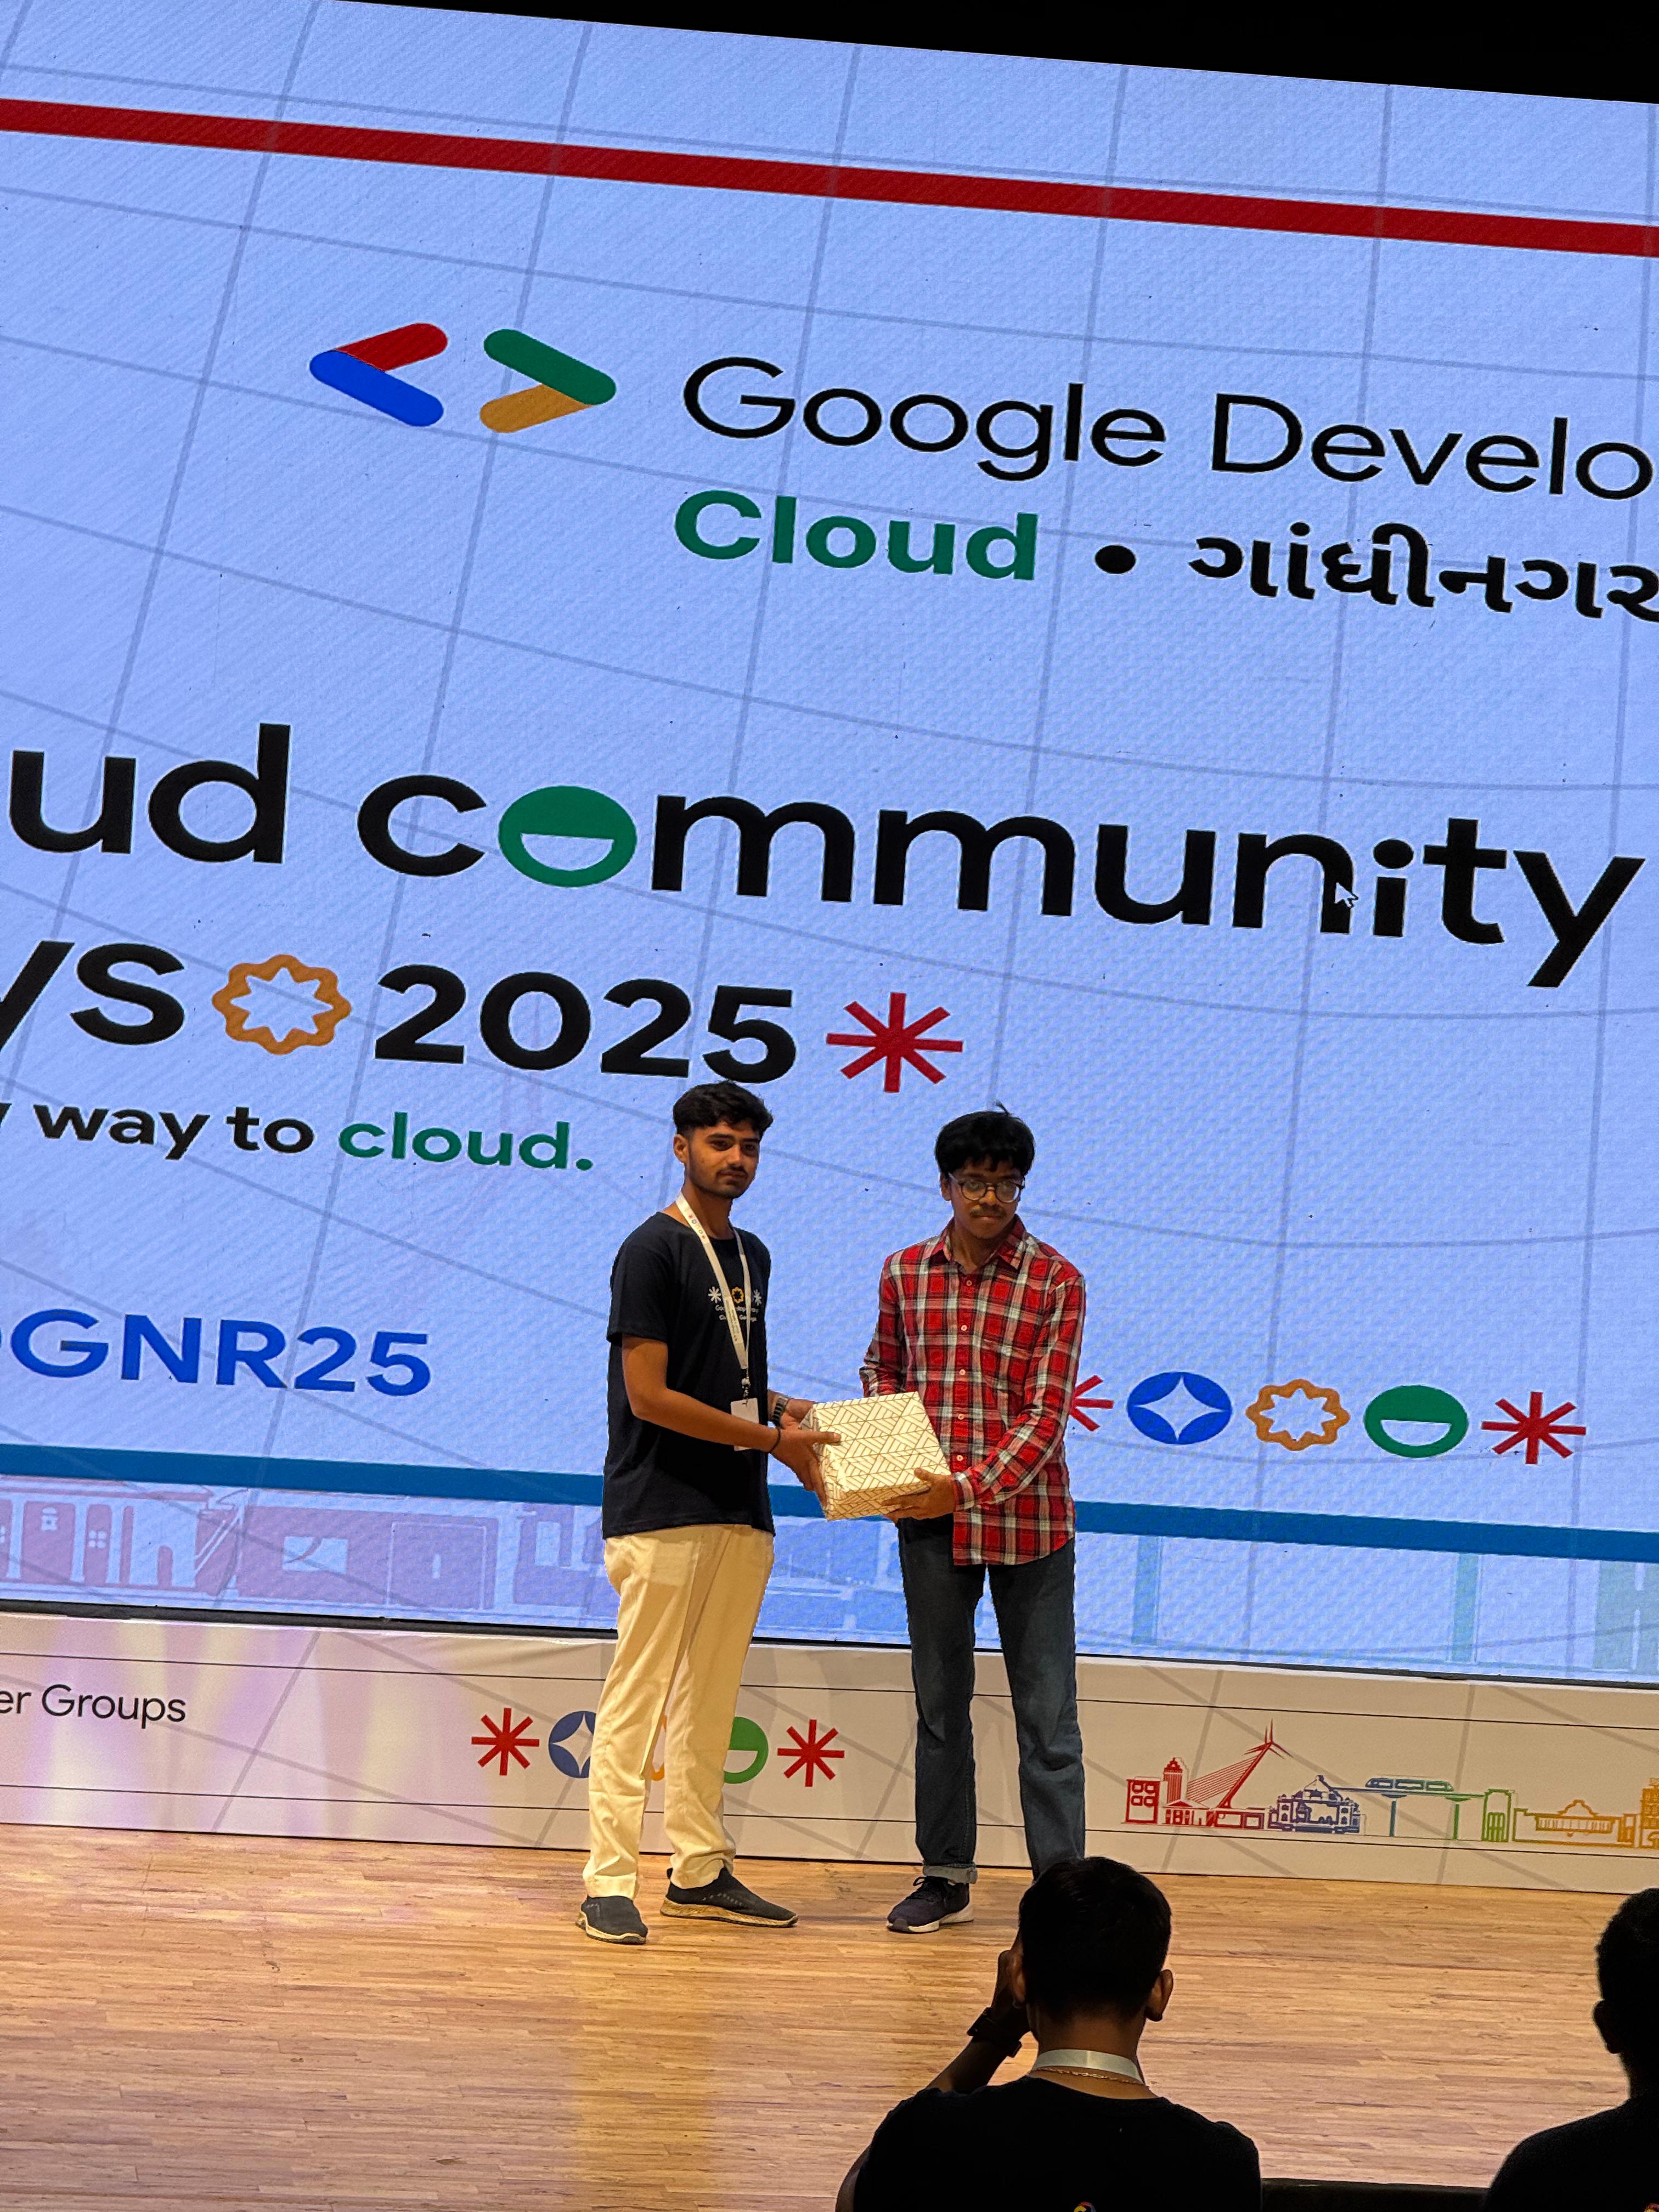 Google Develo
Cloud • ગાંધીનગર
ud community
ys 2025
way to cloud.
GNR25
er Groups